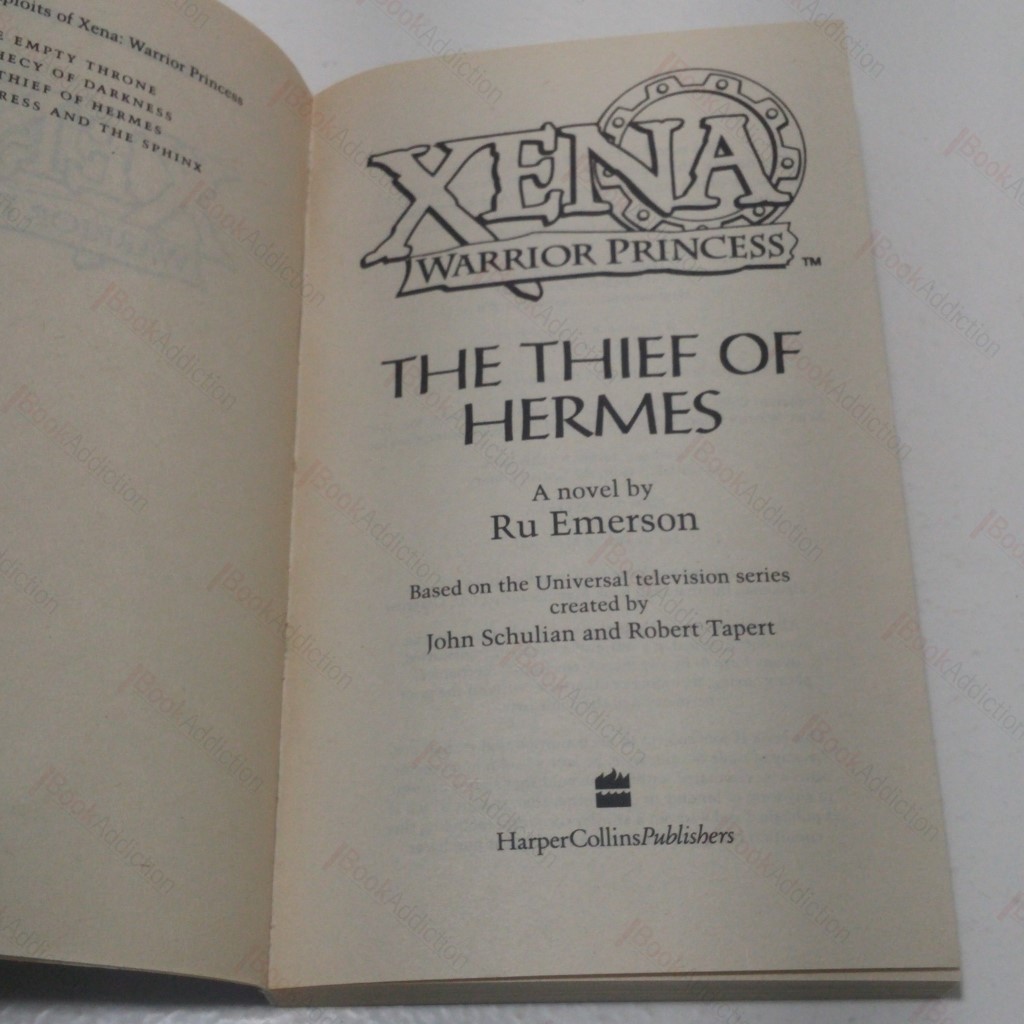 ploits of Xena: Warrior Princess
E EMPTY THRONE
HECY OF DARKNESS
THIEF OF HERMES
RESS AND THE SPHINX
XENA
WARRIOR PRINCESS™
THE THIEF OF
HERMES
A novel by
Ru Emerson
Based on the Universal television series
created by
John Schulian and Robert Tapert
HarperCollinsPublishers
BookAddiction